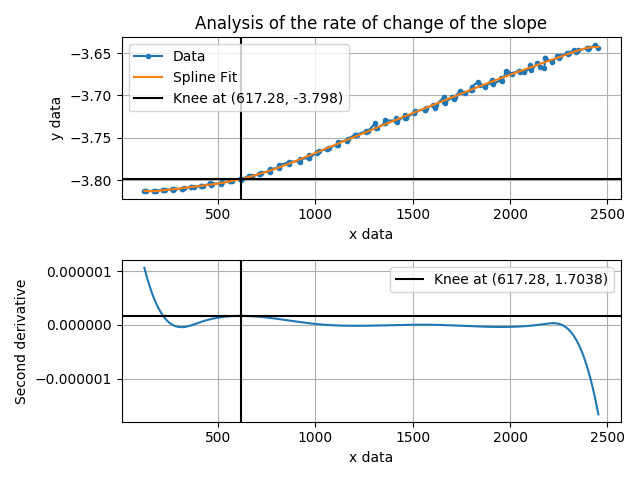 Analysis of the rate of change of the slope
−3.65
−3.70
−3.75
−3.80
y data
Data
Spline Fit
Knee at (617.28, -3.798)
500
1000
1500
2000
2500
x data
0.000001
0.000000
−0.000001
Second derivative
Knee at (617.28, 1.7038)
500
1000
1500
2000
2500
x data